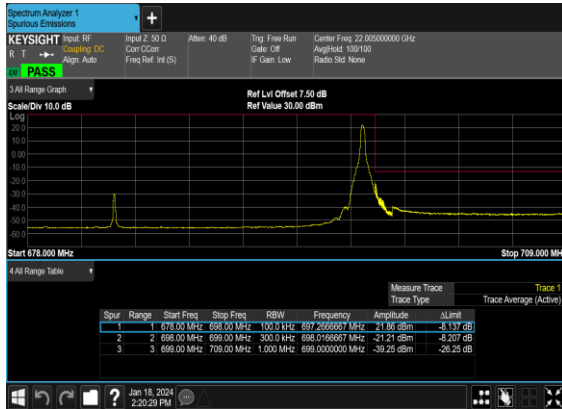 Spectrum Analyzer 1
Spurious Emissions
KEYSIGHT
R T
LXI
PASS
Input: RF
Coupling: DC
Align: Auto
Input Z: 50 Ω
Corr CCorr
Freq Ref: Int (S)
Atten: 40 dB
Trig: Free Run
Gate: Off
IF Gain: Low
Center Freq: 22.005000000 GHz
Avg|Hold: 100/100
Radio Std: None
3 All Range Graph
Scale/Div 10.0 dB
Ref Lvl Offset 7.50 dB
Ref Value 30.00 dBm
Log
20.0
10.0
0.00
-10.0
-20.0
-30.0
-40.0
-50.0
-60.0
Start 678.000 MHz
Stop 709.000 MHz
4 All Range Table
Measure Trace Trace 1
Trace Type Trace Average (Active)
Spur Range Start Freq Stop Freq RBW Frequency Amplitude ΔLimit
1 1 678.00 MHz 698.00 MHz 100.0 kHz 697.2666667 MHz 21.86 dBm -8.137 dB
2 2 698.00 MHz 699.00 MHz 300.0 kHz 698.0166667 MHz -21.21 dBm -8.207 dB
3 3 699.00 MHz 709.00 MHz 1.000 MHz 699.0000000 MHz -39.25 dBm -26.25 dB
Jan 18, 2024
2:20:29 PM